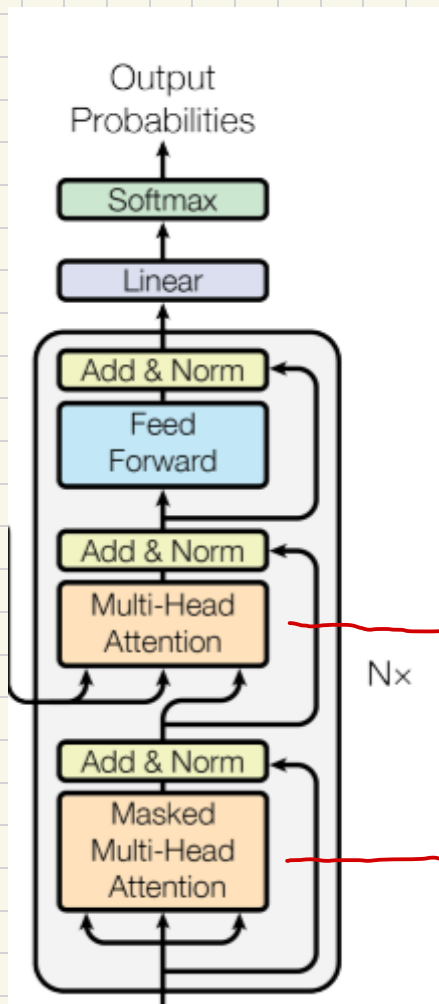 Output
Probabilities
Softmax
Linear
Add & Norm
Feed
Forward
Add & Norm
Multi-Head
Attention
N×
Add & Norm
Masked
Multi-Head
Attention